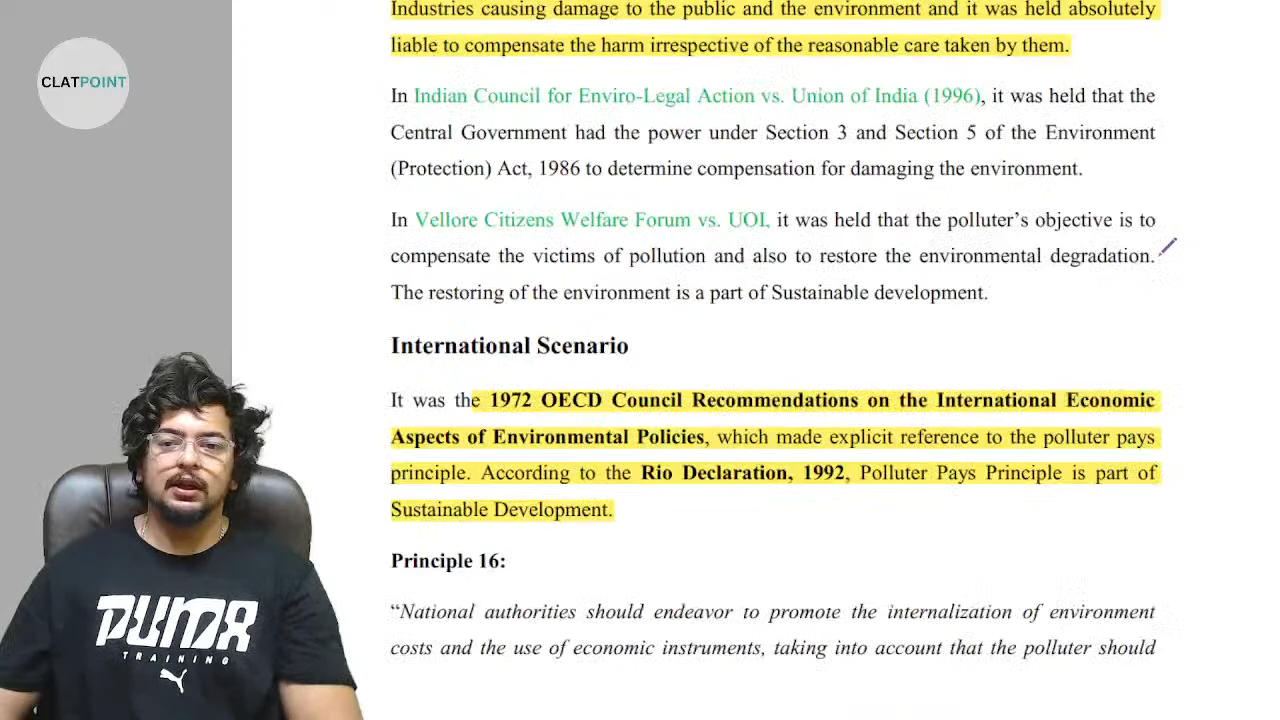 CLATPOINT
Industries causing damage to the public and the environment and it was held absolutely
liable to compensate the harm irrespective of the reasonable care taken by them.
In Indian Council for Enviro-Legal Action vs. Union of India (1996), it was held that the
Central Government had the power under Section 3 and Section 5 of the Environment
(Protection) Act, 1986 to determine compensation for damaging the environment.
In Vellore Citizens Welfare Forum vs. UOI, it was held that the polluter’s objective is to
compensate the victims of pollution and also to restore the environmental degradation.
The restoring of the environment is a part of Sustainable development.
International Scenario
It was the 1972 OECD Council Recommendations on the International Economic
Aspects of Environmental Policies, which made explicit reference to the polluter pays
principle. According to the Rio Declaration, 1992, Polluter Pays Principle is part of
Sustainable Development.
Principle 16:
“National authorities should endeavor to promote the internalization of environment
costs and the use of economic instruments, taking into account that the polluter should
PUMA
TRAINING